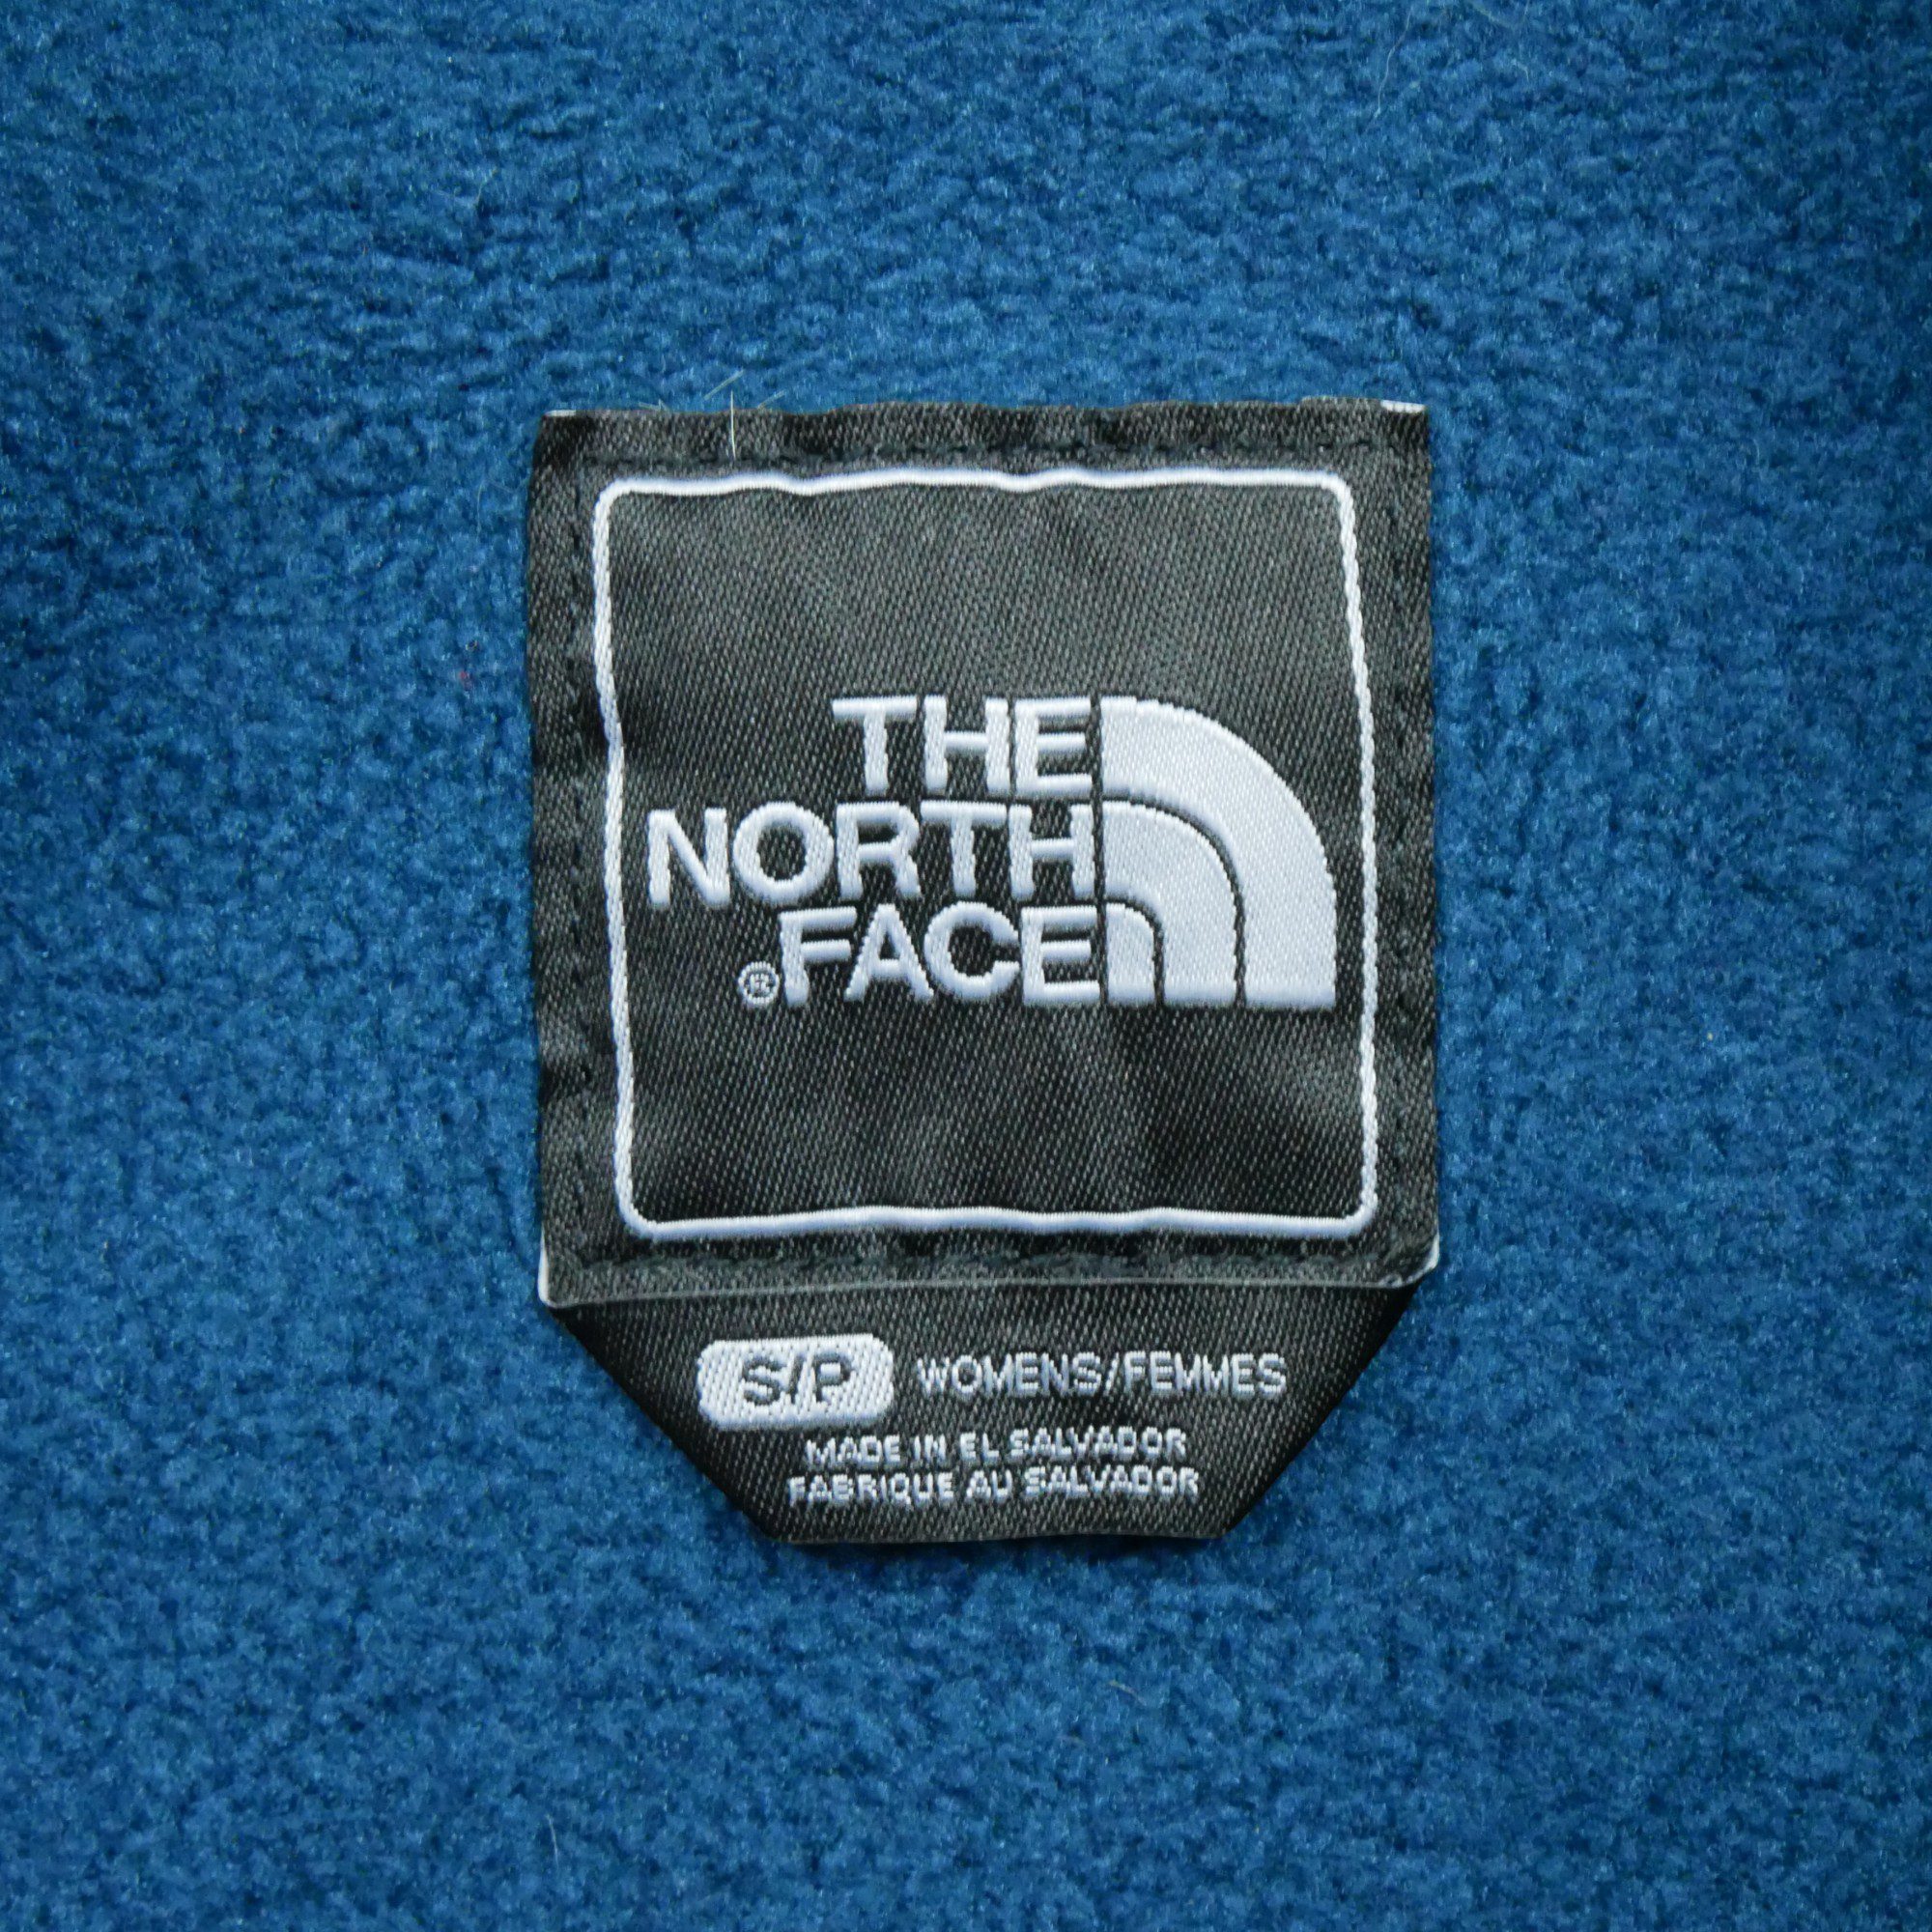 THE
NORTH
®FACE
S/P WOMENS/FEMMES
MADE IN EL SALVADOR
FABRIQUE AU SALVADOR